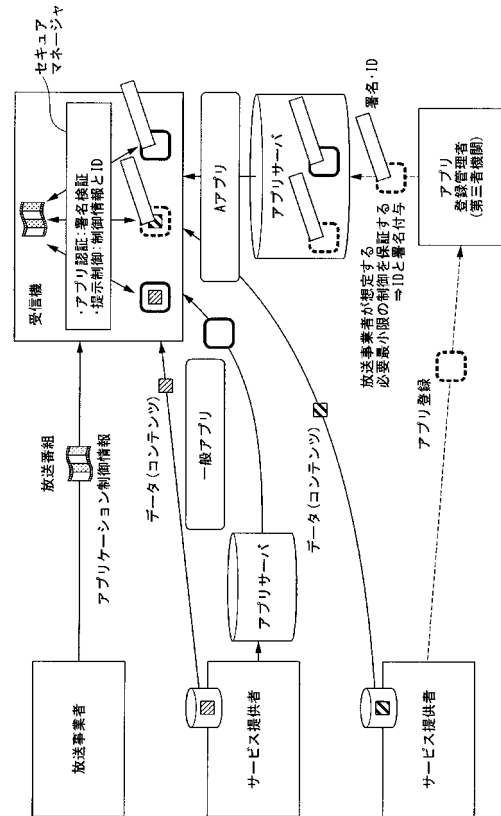 放送事業者
放送番組
アプリケーション制御情報
受信機
セキュア
マネージャ
・アプリ認証:署名検証
・提示制御:制御情報とID
サービス提供者
データ(コンテンツ)
一般アプリ
アプリサーバ
Aアプリ
アプリサーバ
データ(コンテンツ)
署名・ID
放送事業者が想定する
必要最小限の制御を保証する
⇒IDと署名付与
サービス提供者
アプリ登録
アプリ
登録管理者
(第三者機関)